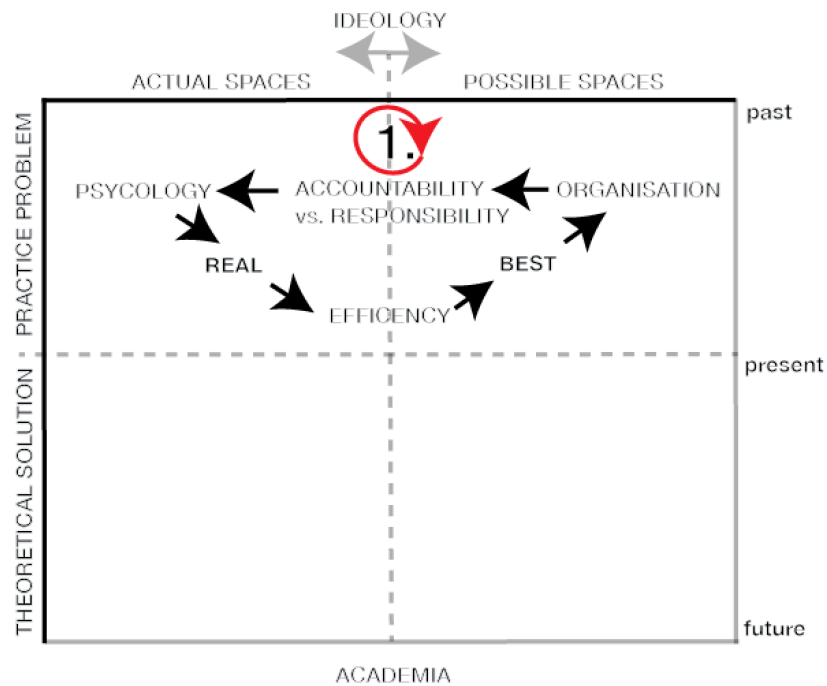 IDEOLOGY
ACTUAL SPACES
POSSIBLE SPACES
past
PRACTICE PROBLEM
1.
PSYCOLOGY
ACCOUNTABILITY
vs. RESPONSIBILITY
ORGANISATION
REAL
BEST
EFFICENCY
present
THEORETICAL SOLUTION
future
ACADEMIA